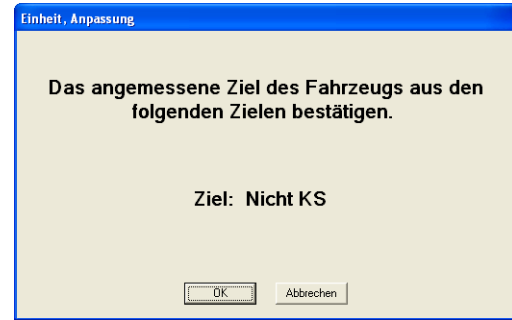 Einheit, Anpassung
Das angemessene Ziel des Fahrzeugs aus den
folgenden Zielen bestätigen.
Ziel: Nicht KS
OK Abbrechen